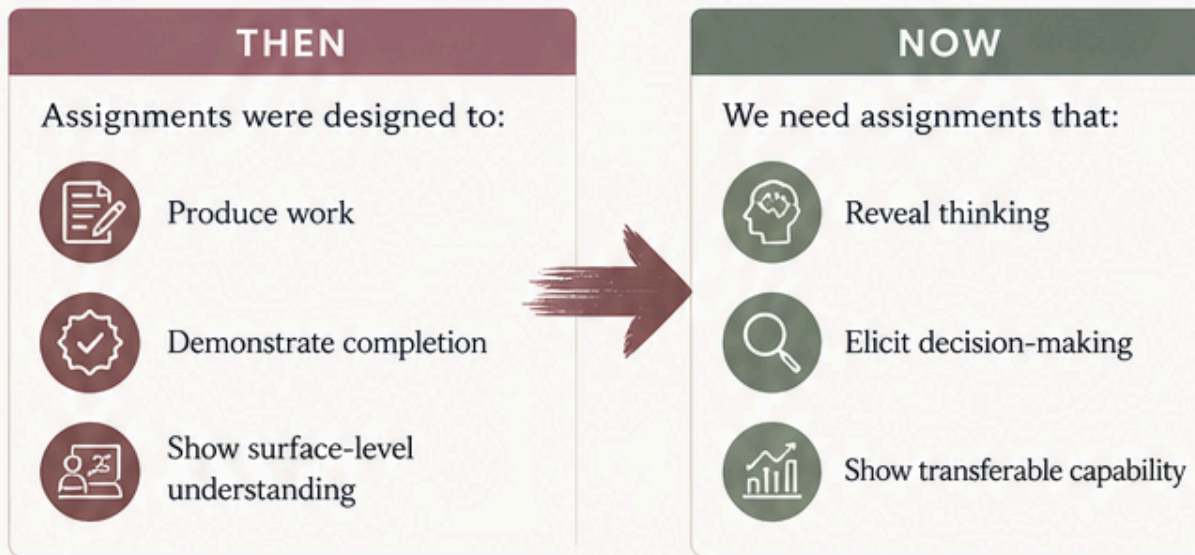 THEN
Assignments were designed to:
Produce work
Demonstrate completion
Show surface-level
understanding
NOW
We need assignments that:
Reveal thinking
Elicit decision-making
Show transferable capability